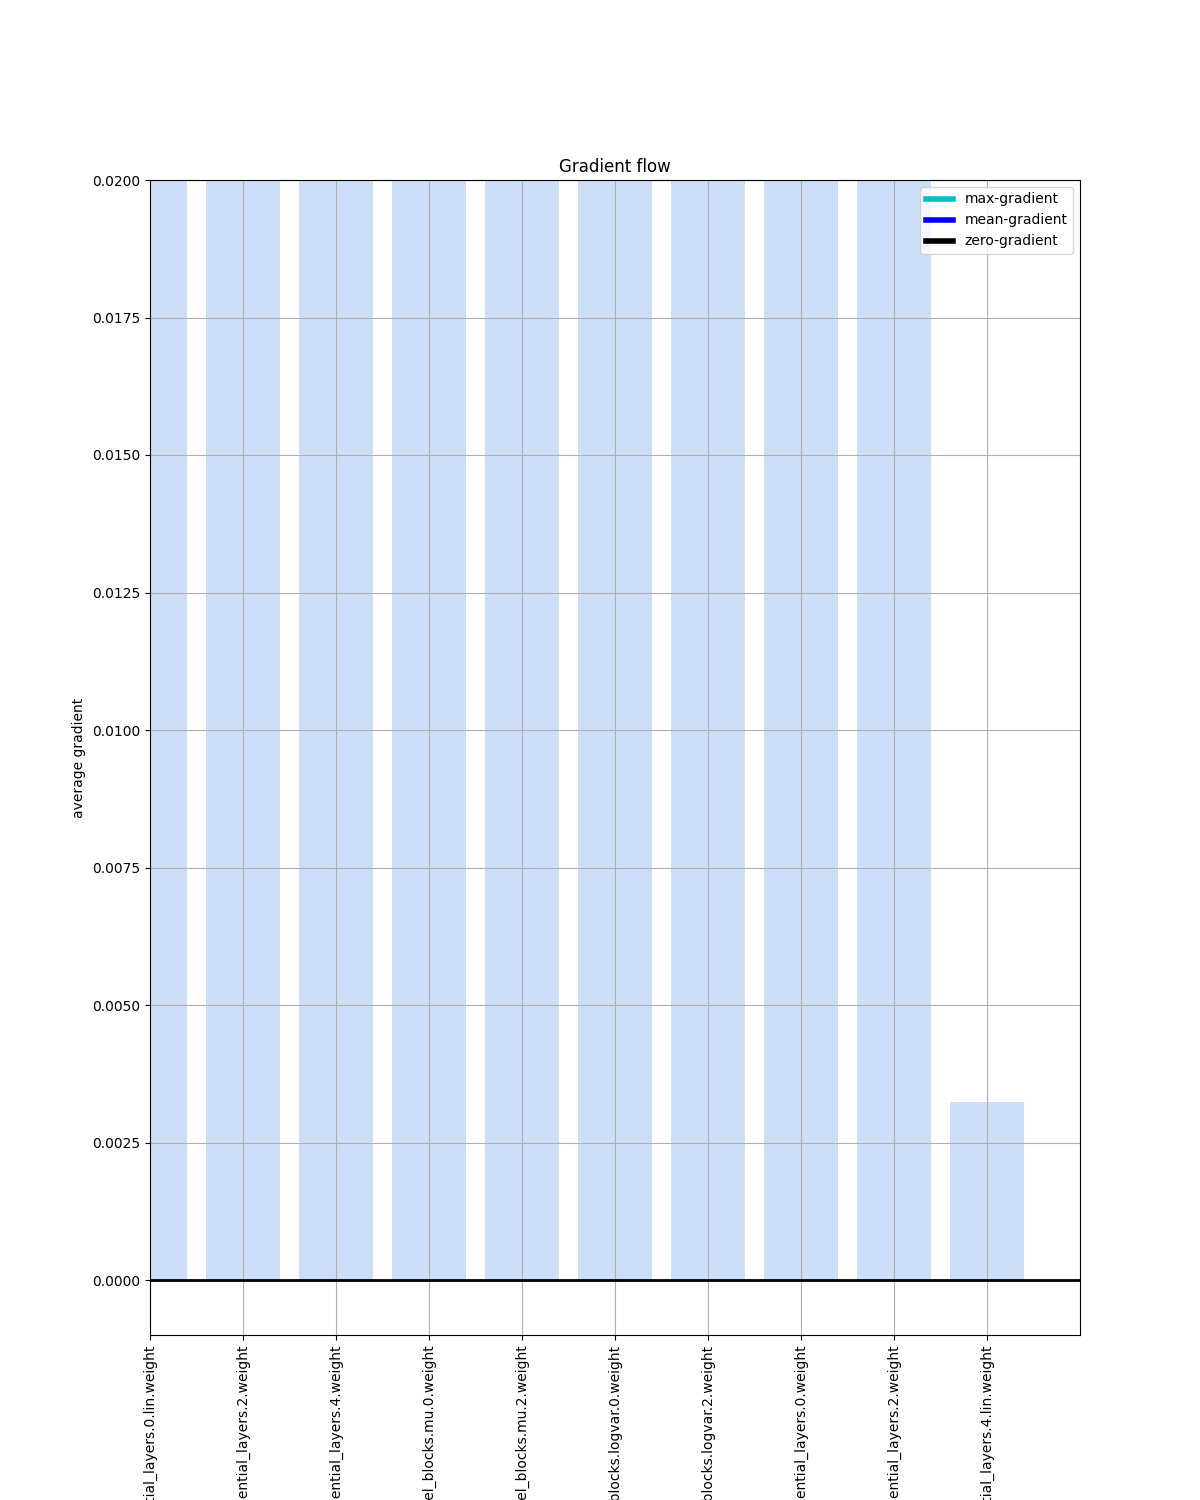 Gradient flow
max-gradient
mean-gradient
zero-gradient
0.0200
0.0175
0.0150
0.0125
0.0100
0.0075
0.0050
0.0025
0.0000
average gradient
tial_layers.0.lin.weight
ential_layers.2.weight
ential_layers.4.weight
el_blocks.mu.0.weight
el_blocks.mu.2.weight
blocks.logvar.0.weight
blocks.logvar.2.weight
ential_layers.0.weight
ential_layers.2.weight
tial_layers.4.lin.weight